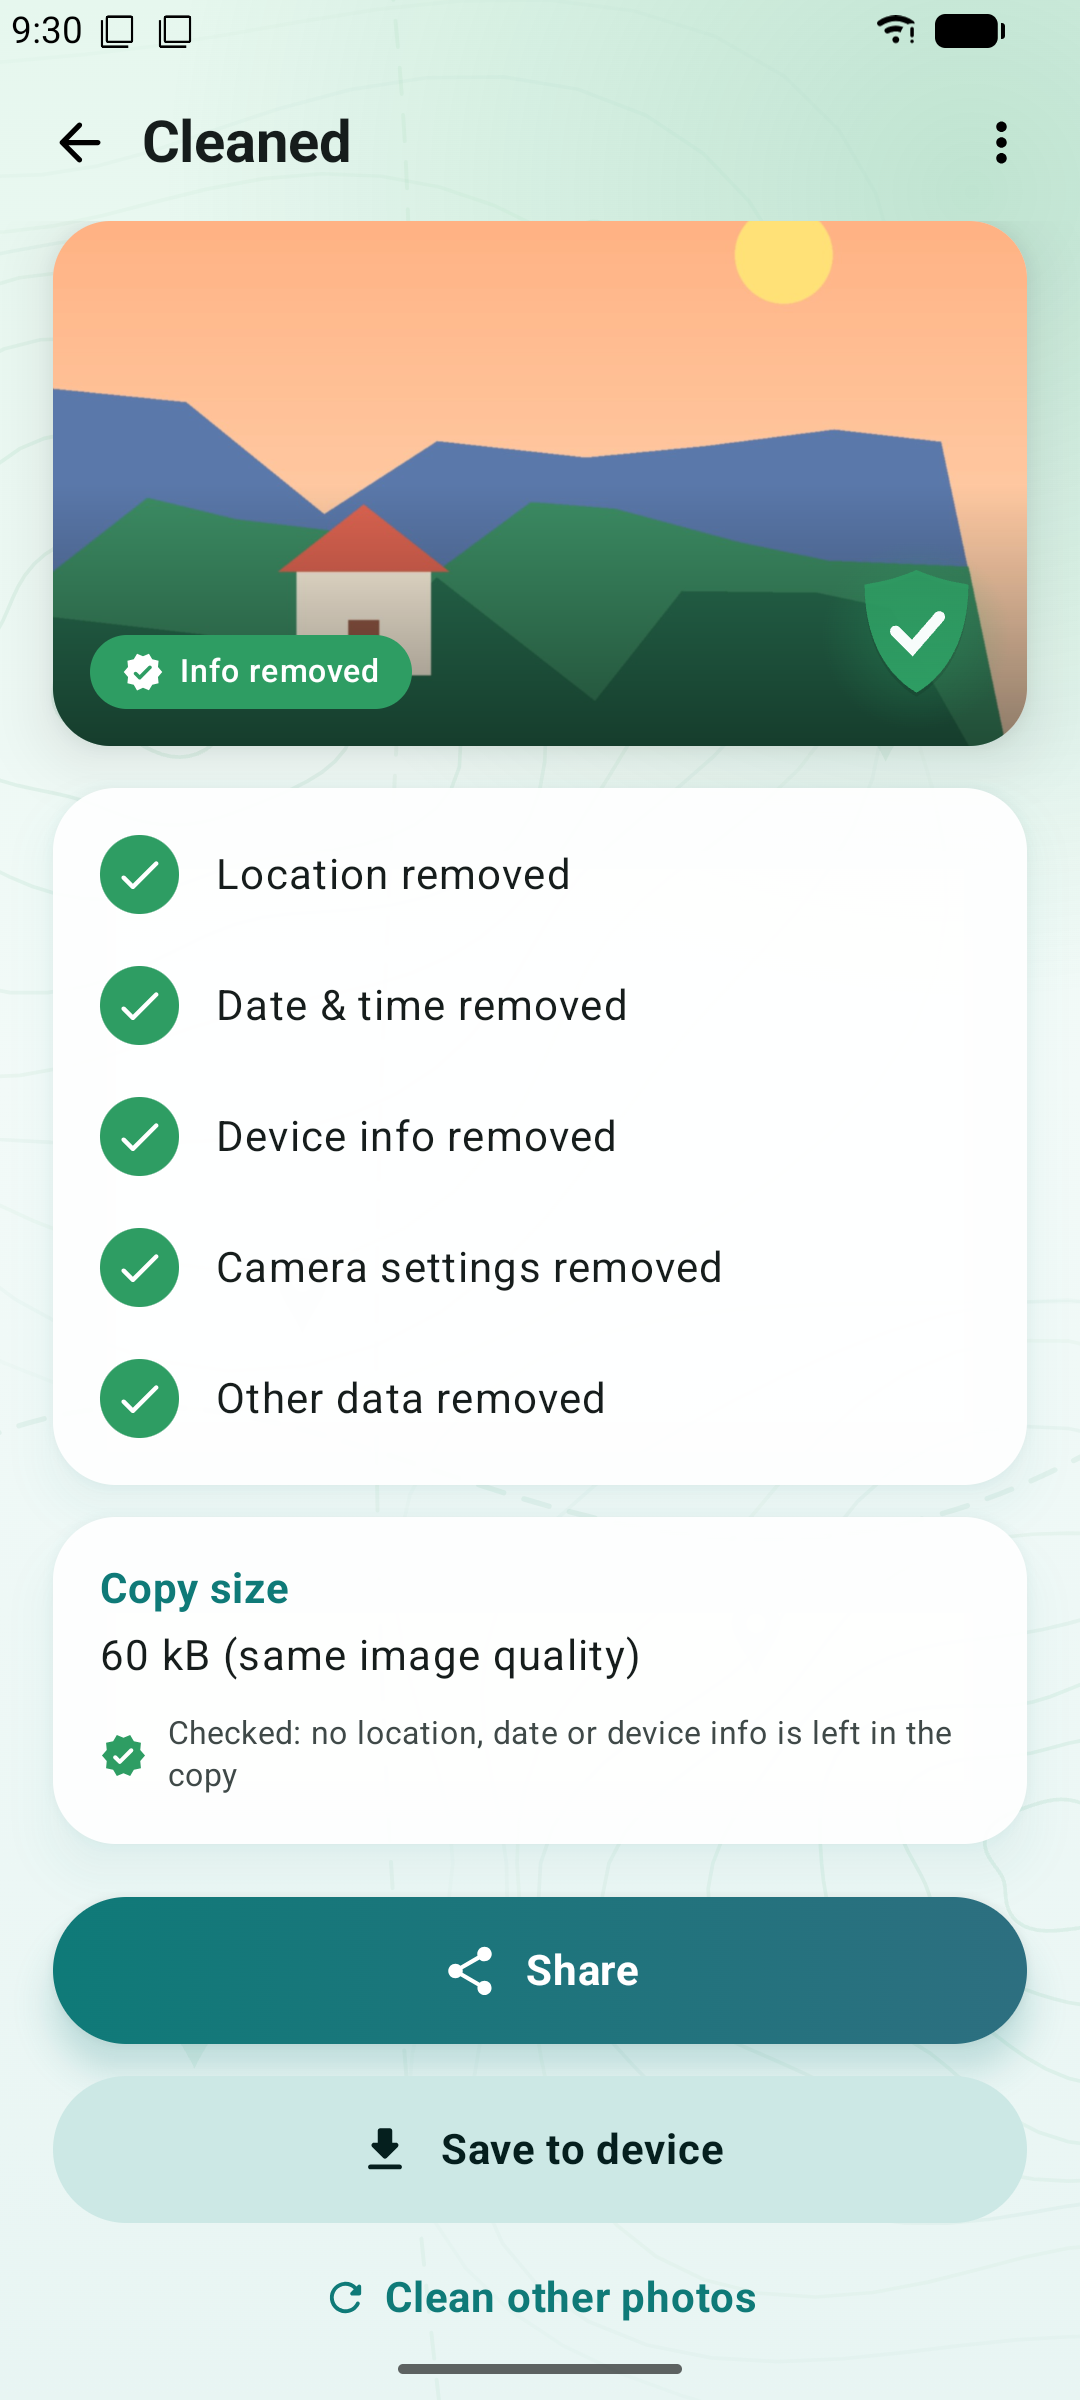 9:30
Cleaned
Info removed
Location removed
Date & time removed
Device info removed
Camera settings removed
Other data removed
Copy size
60 kB (same image quality)
Checked: no location, date or device info is left in the
copy
Share
Save to device
Clean other photos